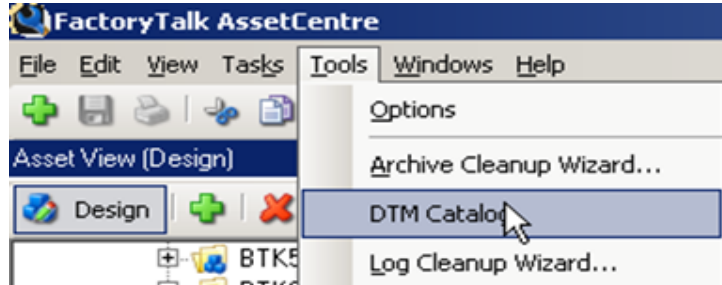 FactoryTalk AssetCentre
File Edit View Tasks Tools Windows Help
Options
Asset View (Design)
Archive Cleanup Wizard...
Design
DTM Catalog
BTK5
Log Cleanup Wizard...